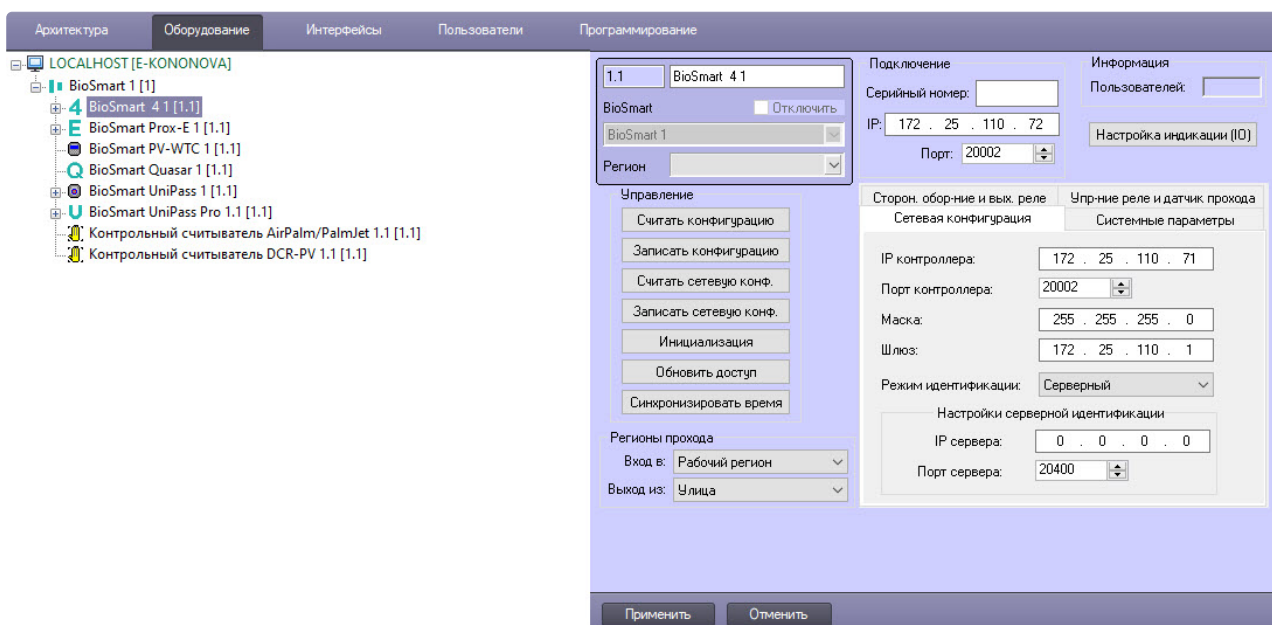 Архитектура Оборудование Интерфейсы Пользователи Программирование
LOCALHOST [E-KONONOVA]
BioSmart 1 [1]
4 BioSmart 4 1 [1.1]
E BioSmart Prox-E 1 [1.1]
BioSmart PV-WTC 1 [1.1]
BioSmart Quasar 1 [1.1]
BioSmart UniPass 1 [1.1]
U BioSmart UniPass Pro 1.1 [1.1]
Контрольный считыватель AirPalm/PalmJet 1.1 [1.1]
Контрольный считыватель DCR-PV 1.1 [1.1]
1.1 BioSmart 4 1
BioSmart Отключить
BioSmart 1
Регион
Управление
Считать конфигурацию
Записать конфигурацию
Считать сетевую конф.
Записать сетевую конф.
Инициализация
Обновить доступ
Синхронизировать время
Регионы прохода
Вход в: Рабочий регион
Выход из: Улица
Подключение
Серийный номер:
IP: 172 . 25 . 110 . 72
Порт: 20002
Информация
Пользователей:
Настройка индикации (IO)
Сторон. обор-ние и вых. реле Упр-ние реле и датчик прохода
Сетевая конфигурация Системные параметры
IP контроллера: 172 . 25 . 110 . 71
Порт контроллера: 20002
Маска: 255 . 255 . 255 . 0
Шлюз: 172 . 25 . 110 . 1
Режим идентификации: Серверный
Настройки серверной идентификации
IP сервера: 0 . 0 . 0 . 0
Порт сервера: 20400
Применить Отменить